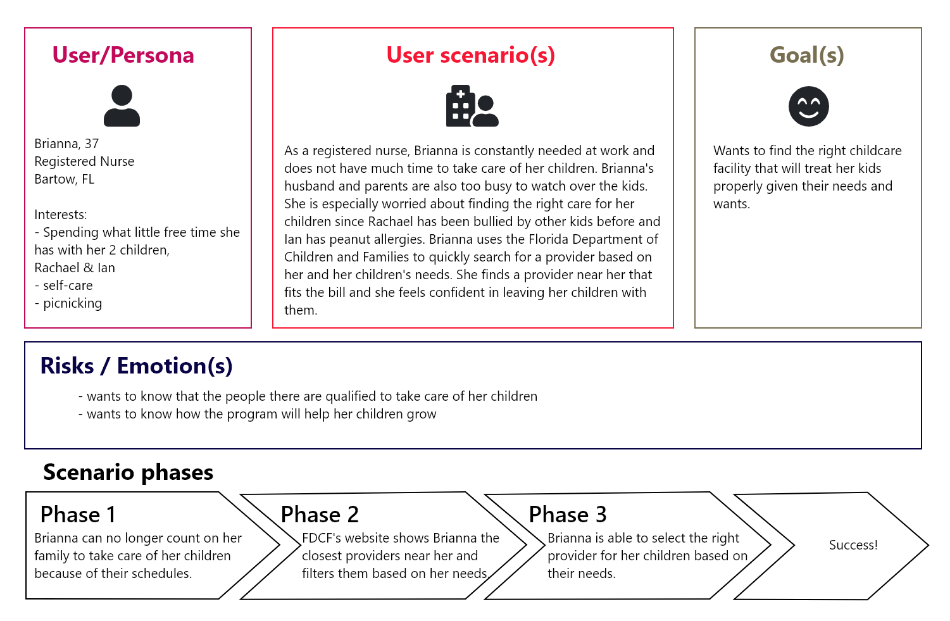 User/Persona
Brianna, 37
Registered Nurse
Bartow, FL
Interests:
- Spending what little free time she
has with her 2 children,
Rachael & Ian
- self-care
- picnicking
User scenario(s)
As a registered nurse, Brianna is constantly needed at work and
does not have much time to take care of her children. Brianna's
husband and parents are also too busy to watch over the kids.
She is especially worried about finding the right care for her
children since Rachael has been bullied by other kids before and
Ian has peanut allergies. Brianna uses the Florida Department of
Children and Families to quickly search for a provider based on
her and her children's needs. She finds a provider near her that
fits the bill and she feels confident in leaving her children with
them.
Goal(s)
Wants to find the right childcare
facility that will treat her kids
properly given their needs and
wants.
Risks / Emotion(s)
- wants to know that the people there are qualified to take care of her children
- wants to know how the program will help her children grow
Scenario phases
Phase 1
Brianna can no longer count on her
family to take care of her children
because of their schedules.
Phase 2
FDCF's website shows Brianna the
closest providers near her and
filters them based on her needs.
Phase 3
Brianna is able to select the right
provider for her children based on
their needs.
Success!